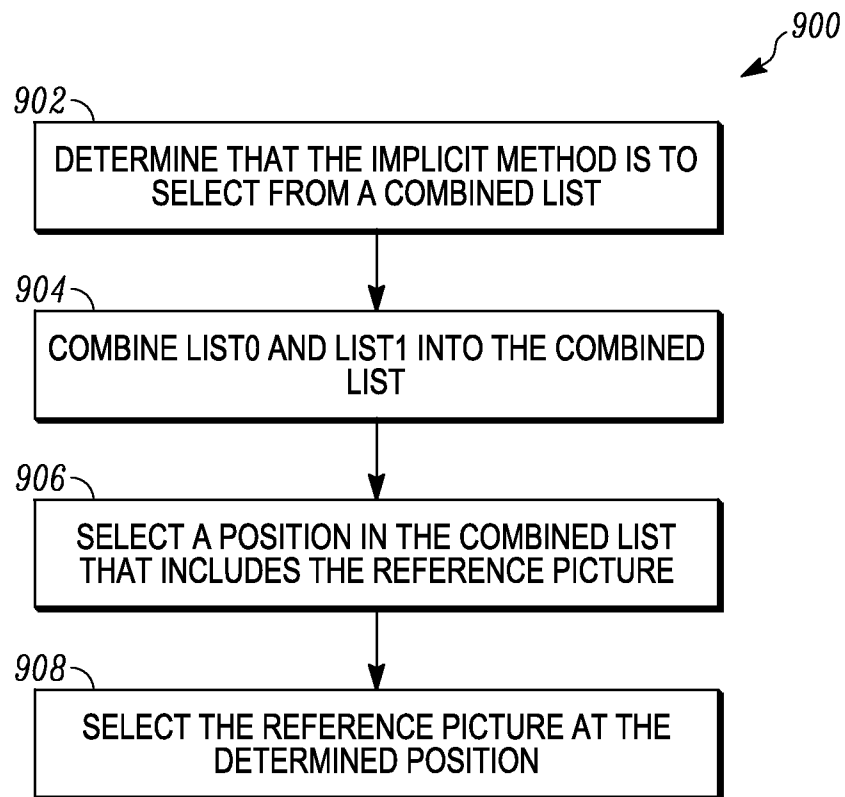 900
902
DETERMINE THAT THE IMPLICIT METHOD IS TO
SELECT FROM A COMBINED LIST
904
COMBINE LIST0 AND LIST1 INTO THE COMBINED
LIST
906
SELECT A POSITION IN THE COMBINED LIST
THAT INCLUDES THE REFERENCE PICTURE
908
SELECT THE REFERENCE PICTURE AT THE
DETERMINED POSITION